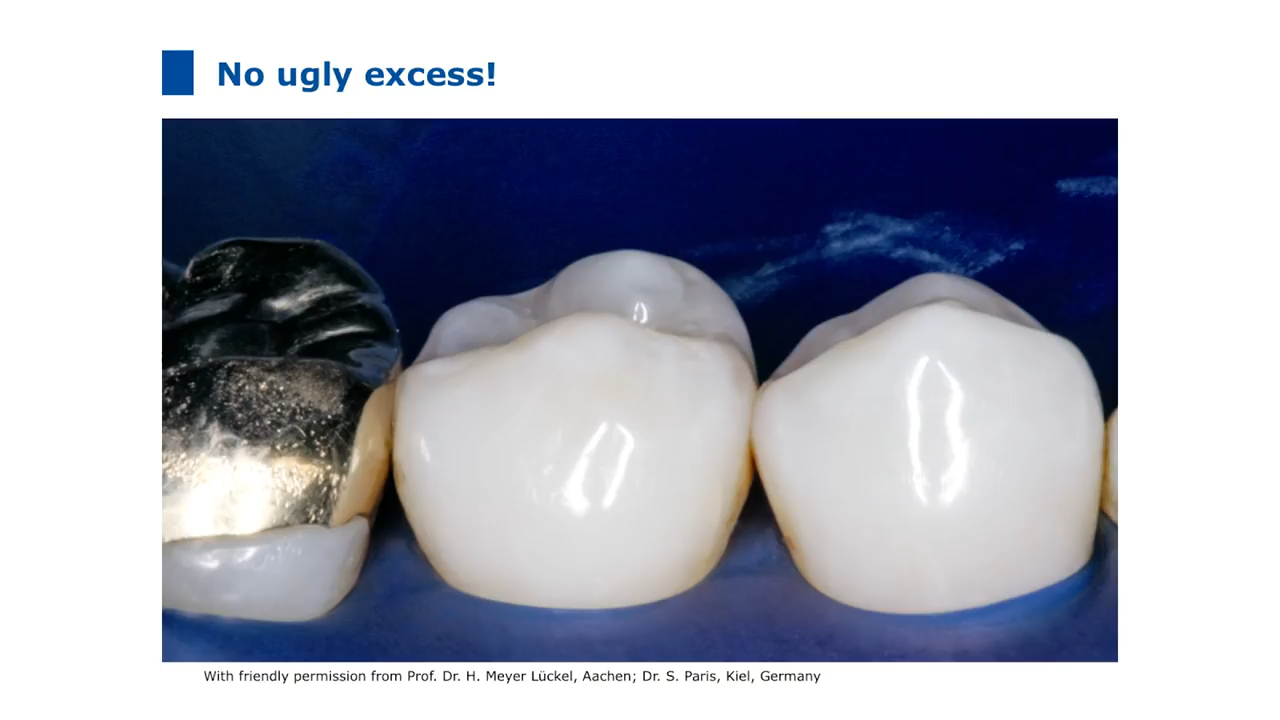 No ugly excess!
With friendly permission from Prof. Dr. H. Meyer Lückel, Aachen; Dr. S. Paris, Kiel, Germany